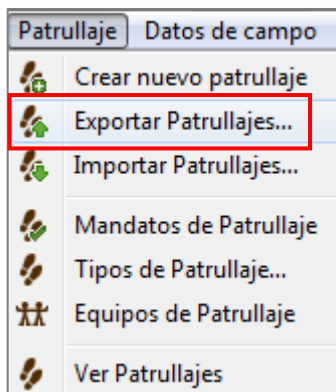 Patrullaje Datos de campo
Crear nuevo patrullaje
Exportar Patrullajes...
Importar Patrullajes...
Mandatos de Patrullaje
Tipos de Patrullaje...
Equipos de Patrullaje
Ver Patrullajes